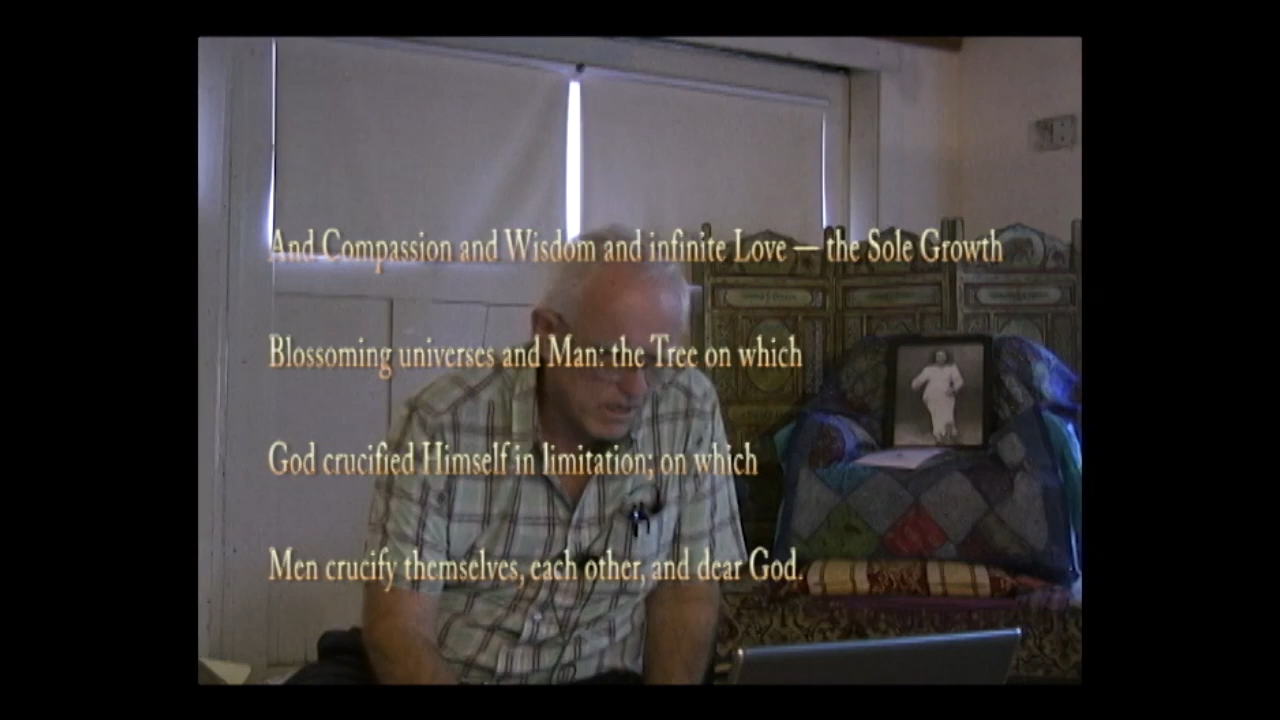 And Compassion and Wisdom and infinite Love — the Sole Growth
Blossoming universes and Man: the Tree on which
God crucified Himself in limitation; on which
Men crucify themselves, each other, and dear God.